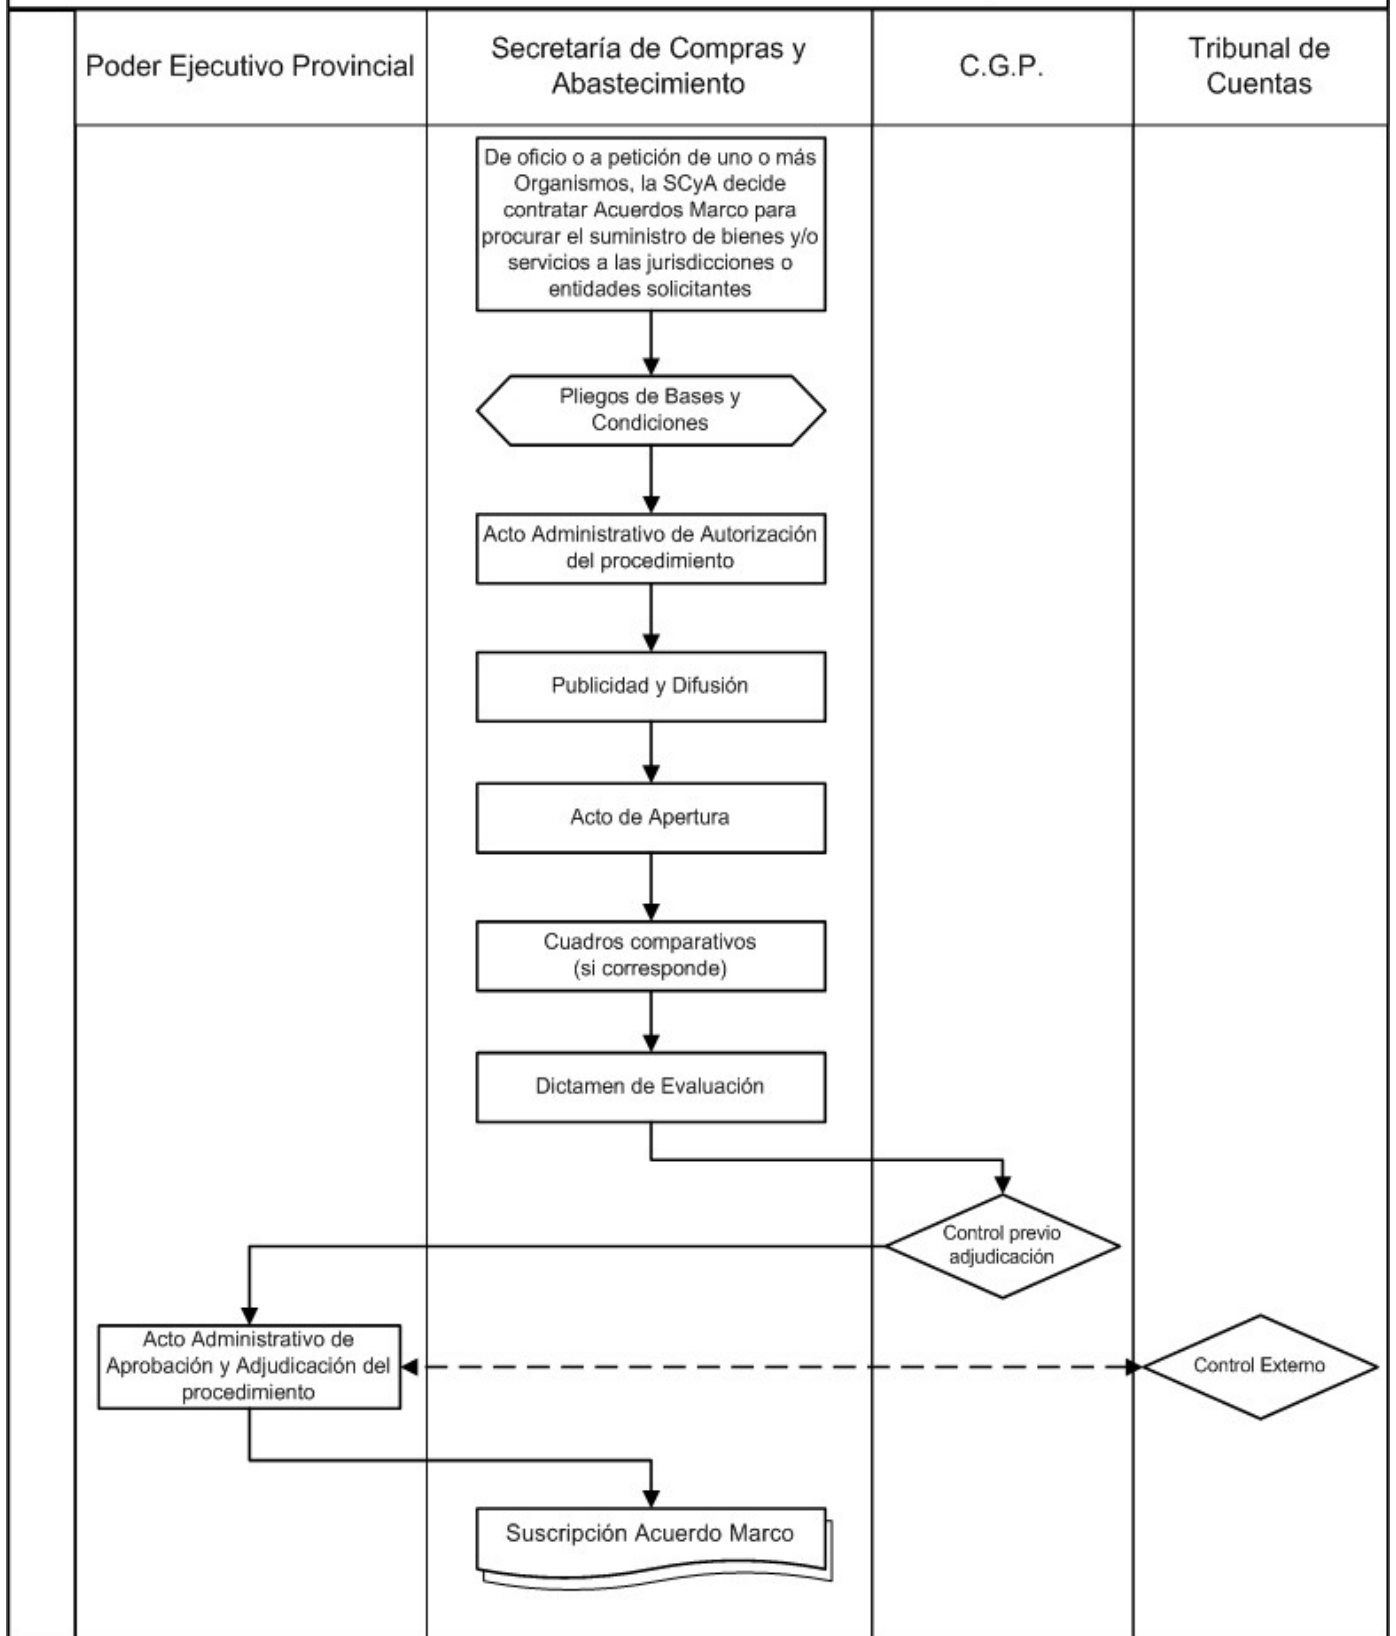 Poder Ejecutivo Provincial
Secretaría de Compras y
Abastecimiento
C.G.P.
Tribunal de
Cuentas
De oficio o a petición de uno o más
Organismos, la SCyA decide
contratar Acuerdos Marco para
procurar el suministro de bienes y/o
servicios a las jurisdicciones o
entidades solicitantes
Pliegos de Bases y
Condiciones
Acto Administrativo de Autorización
del procedimiento
Publicidad y Difusión
Acto de Apertura
Cuadros comparativos
(si corresponde)
Dictamen de Evaluación
Control previo
adjudicación
Acto Administrativo de
Aprobación y Adjudicación del
procedimiento
Control Externo
Suscripción Acuerdo Marco